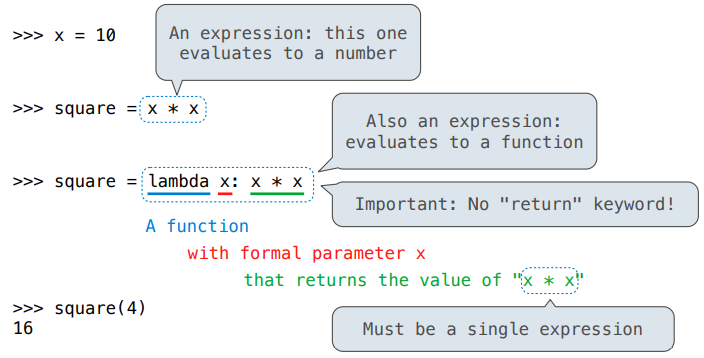 >>> x = 10
An expression: this one
evaluates to a number
>>> square = x * x
Also an expression:
evaluates to a function
>>> square = lambda x: x * x
Important: No "return" keyword!
A function
with formal parameter x
that returns the value of "x * x"
>>> square(4)
16
Must be a single expression